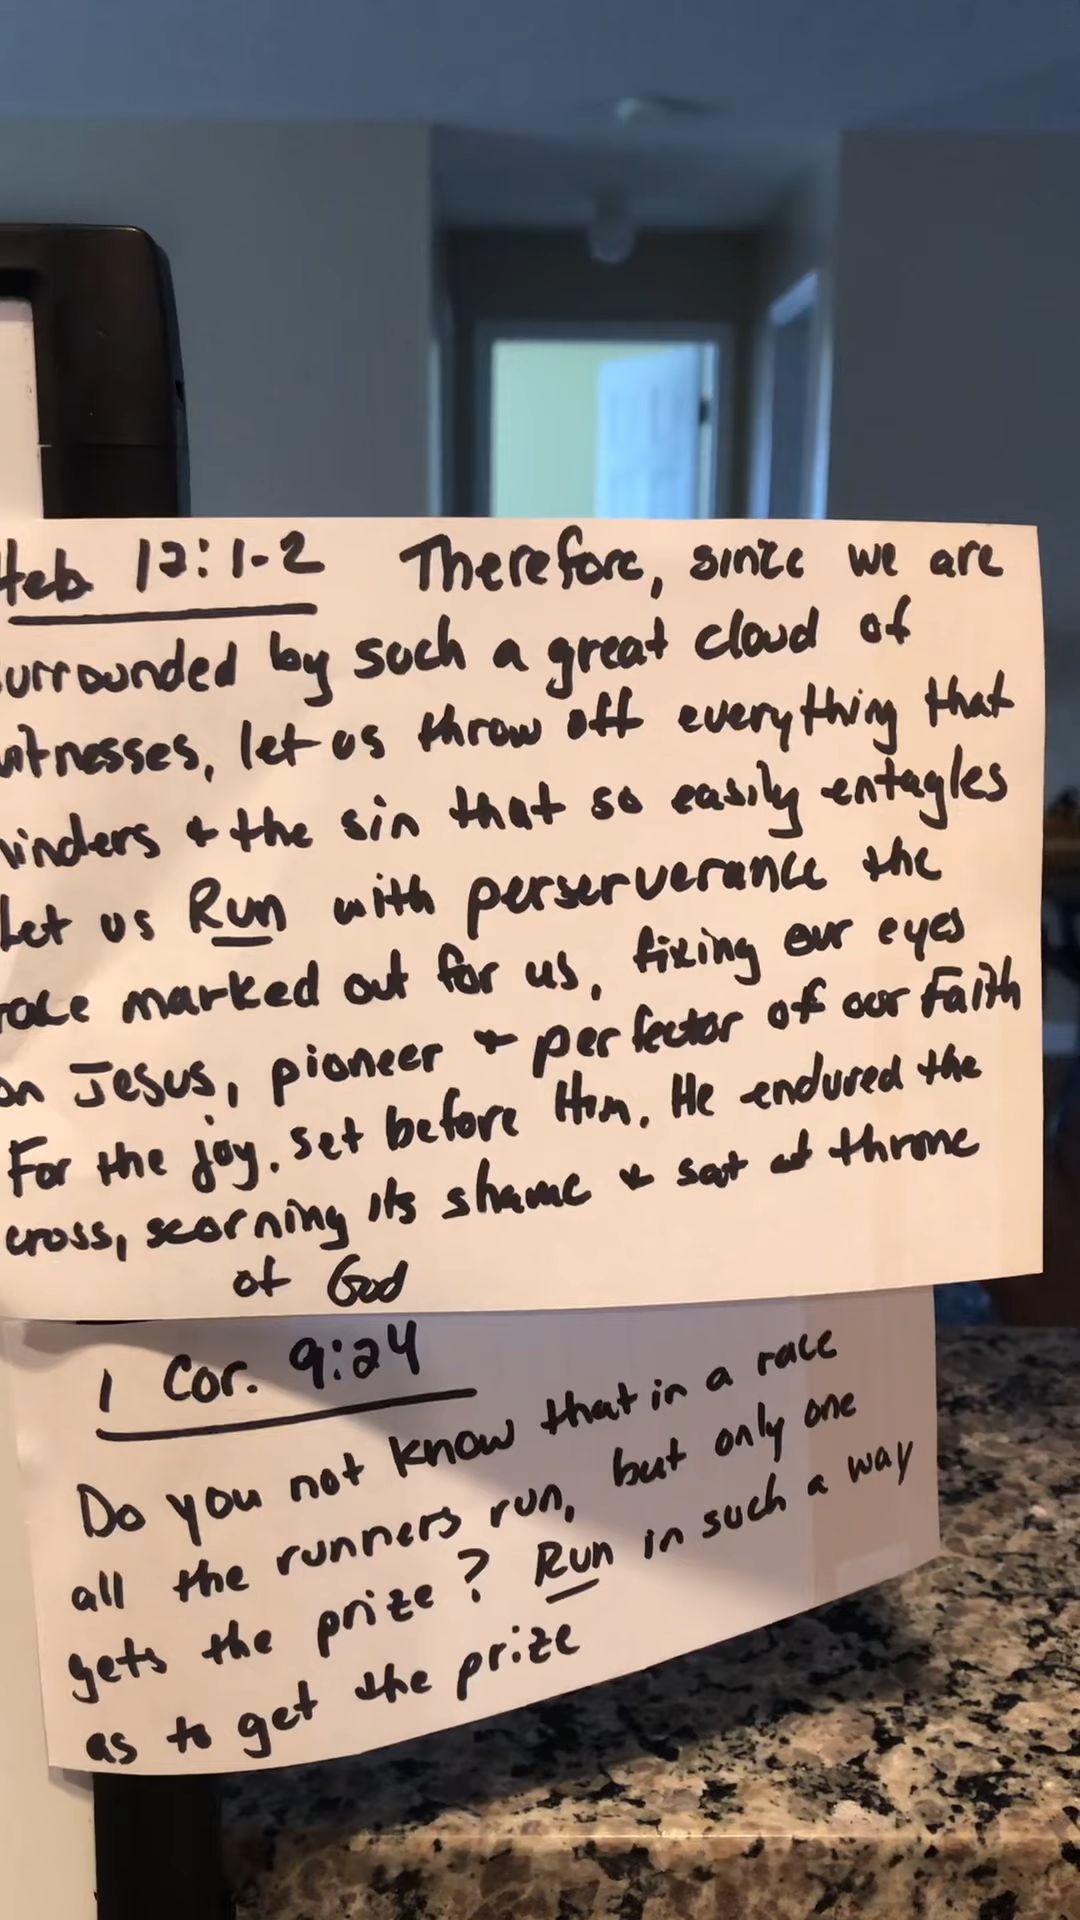 Heb 12:1-2 Therefore, since we are
surrounded by such a great cloud of
witnesses, let us throw off everything that
hinders & the sin that so easily entagles
Let us Run with perserverance the
race marked out for us, fixing our eyes
on Jesus, pioneer & perfector of our Faith
For the joy. set before Him. He endured the
cross, scorning its shame & sat at throne
of God
1 Cor. 9:24
Do you not know that in a race
all the runners run, but only one
gets the prize? Run in such a way
as to get the prize